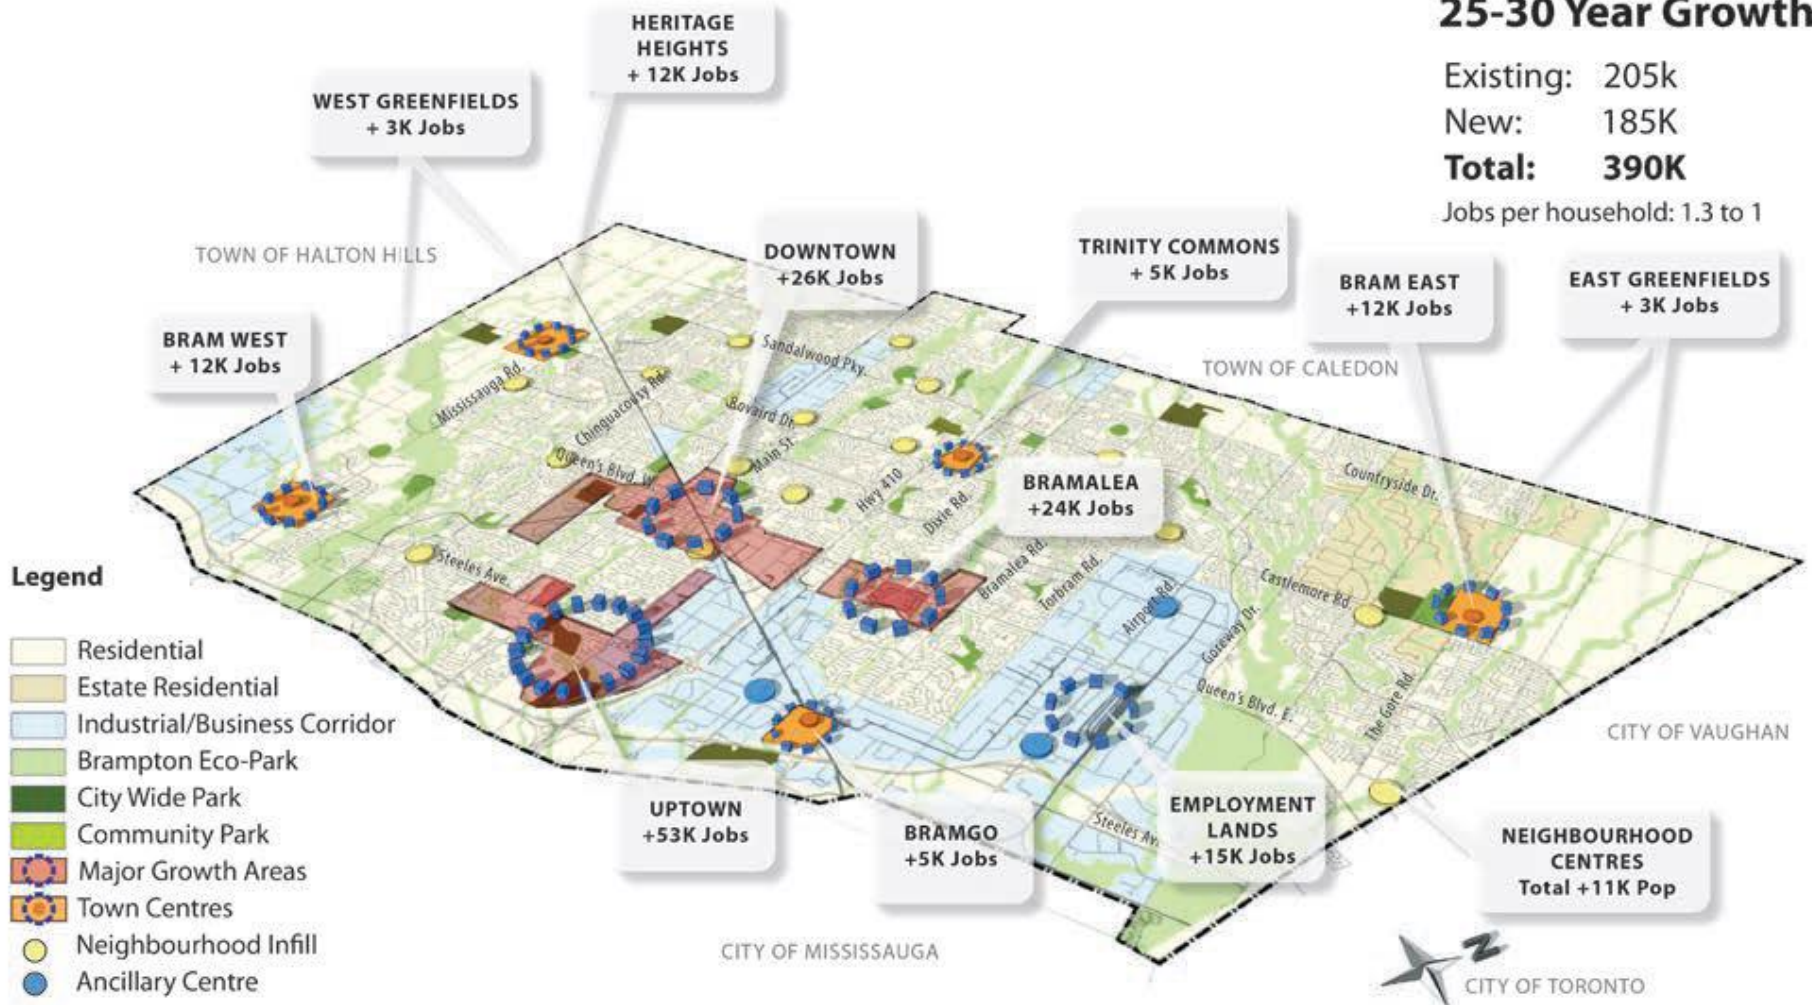 25-30 Year Growth
Existing: 205k
New: 185K
Total: 390K
Jobs per household: 1.3 to 1
HERITAGE
HEIGHTS
+ 12K Jobs
WEST GREENFIELDS
+ 3K Jobs
TOWN OF HALTON HILLS
DOWNTOWN
+26K Jobs
TRINITY COMMONS
+ 5K Jobs
BRAM EAST
+12K Jobs
EAST GREENFIELDS
+ 3K Jobs
BRAM WEST
+ 12K Jobs
TOWN OF CALEDON
Sandalwood Pky.
Mississauga Rd.
Chinguacousy Rd.
Bovaird Dr.
Main St.
Queen's Blvd. W
Hwy 410
Dixie Rd.
BRAMALEA
+24K Jobs
Countryside Dr.
Steeles Ave.
Bramalea Rd.
Torbram Rd.
Airport Rd.
Castlemore Rd.
Goreway Dr.
Queen's Blvd. E.
The Gore Rd.
CITY OF VAUGHAN
Legend
Residential
Estate Residential
Industrial/Business Corridor
Brampton Eco-Park
City Wide Park
Community Park
Major Growth Areas
Town Centres
Neighbourhood Infill
Ancillary Centre
UPTOWN
+53K Jobs
BRAMGO
+5K Jobs
Steeles Av
EMPLOYMENT
LANDS
+15K Jobs
NEIGHBOURHOOD
CENTRES
Total +11K Pop
CITY OF MISSISSAUGA
N
CITY OF TORONTO